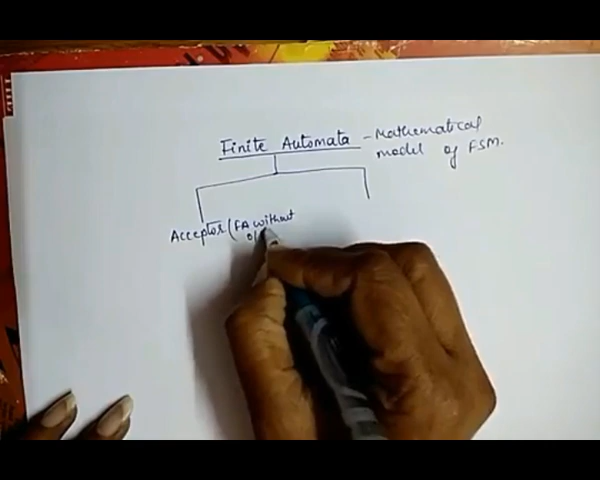 Finite Automata - Mathematical
model of FSM.
Acceptor (FA without
o/